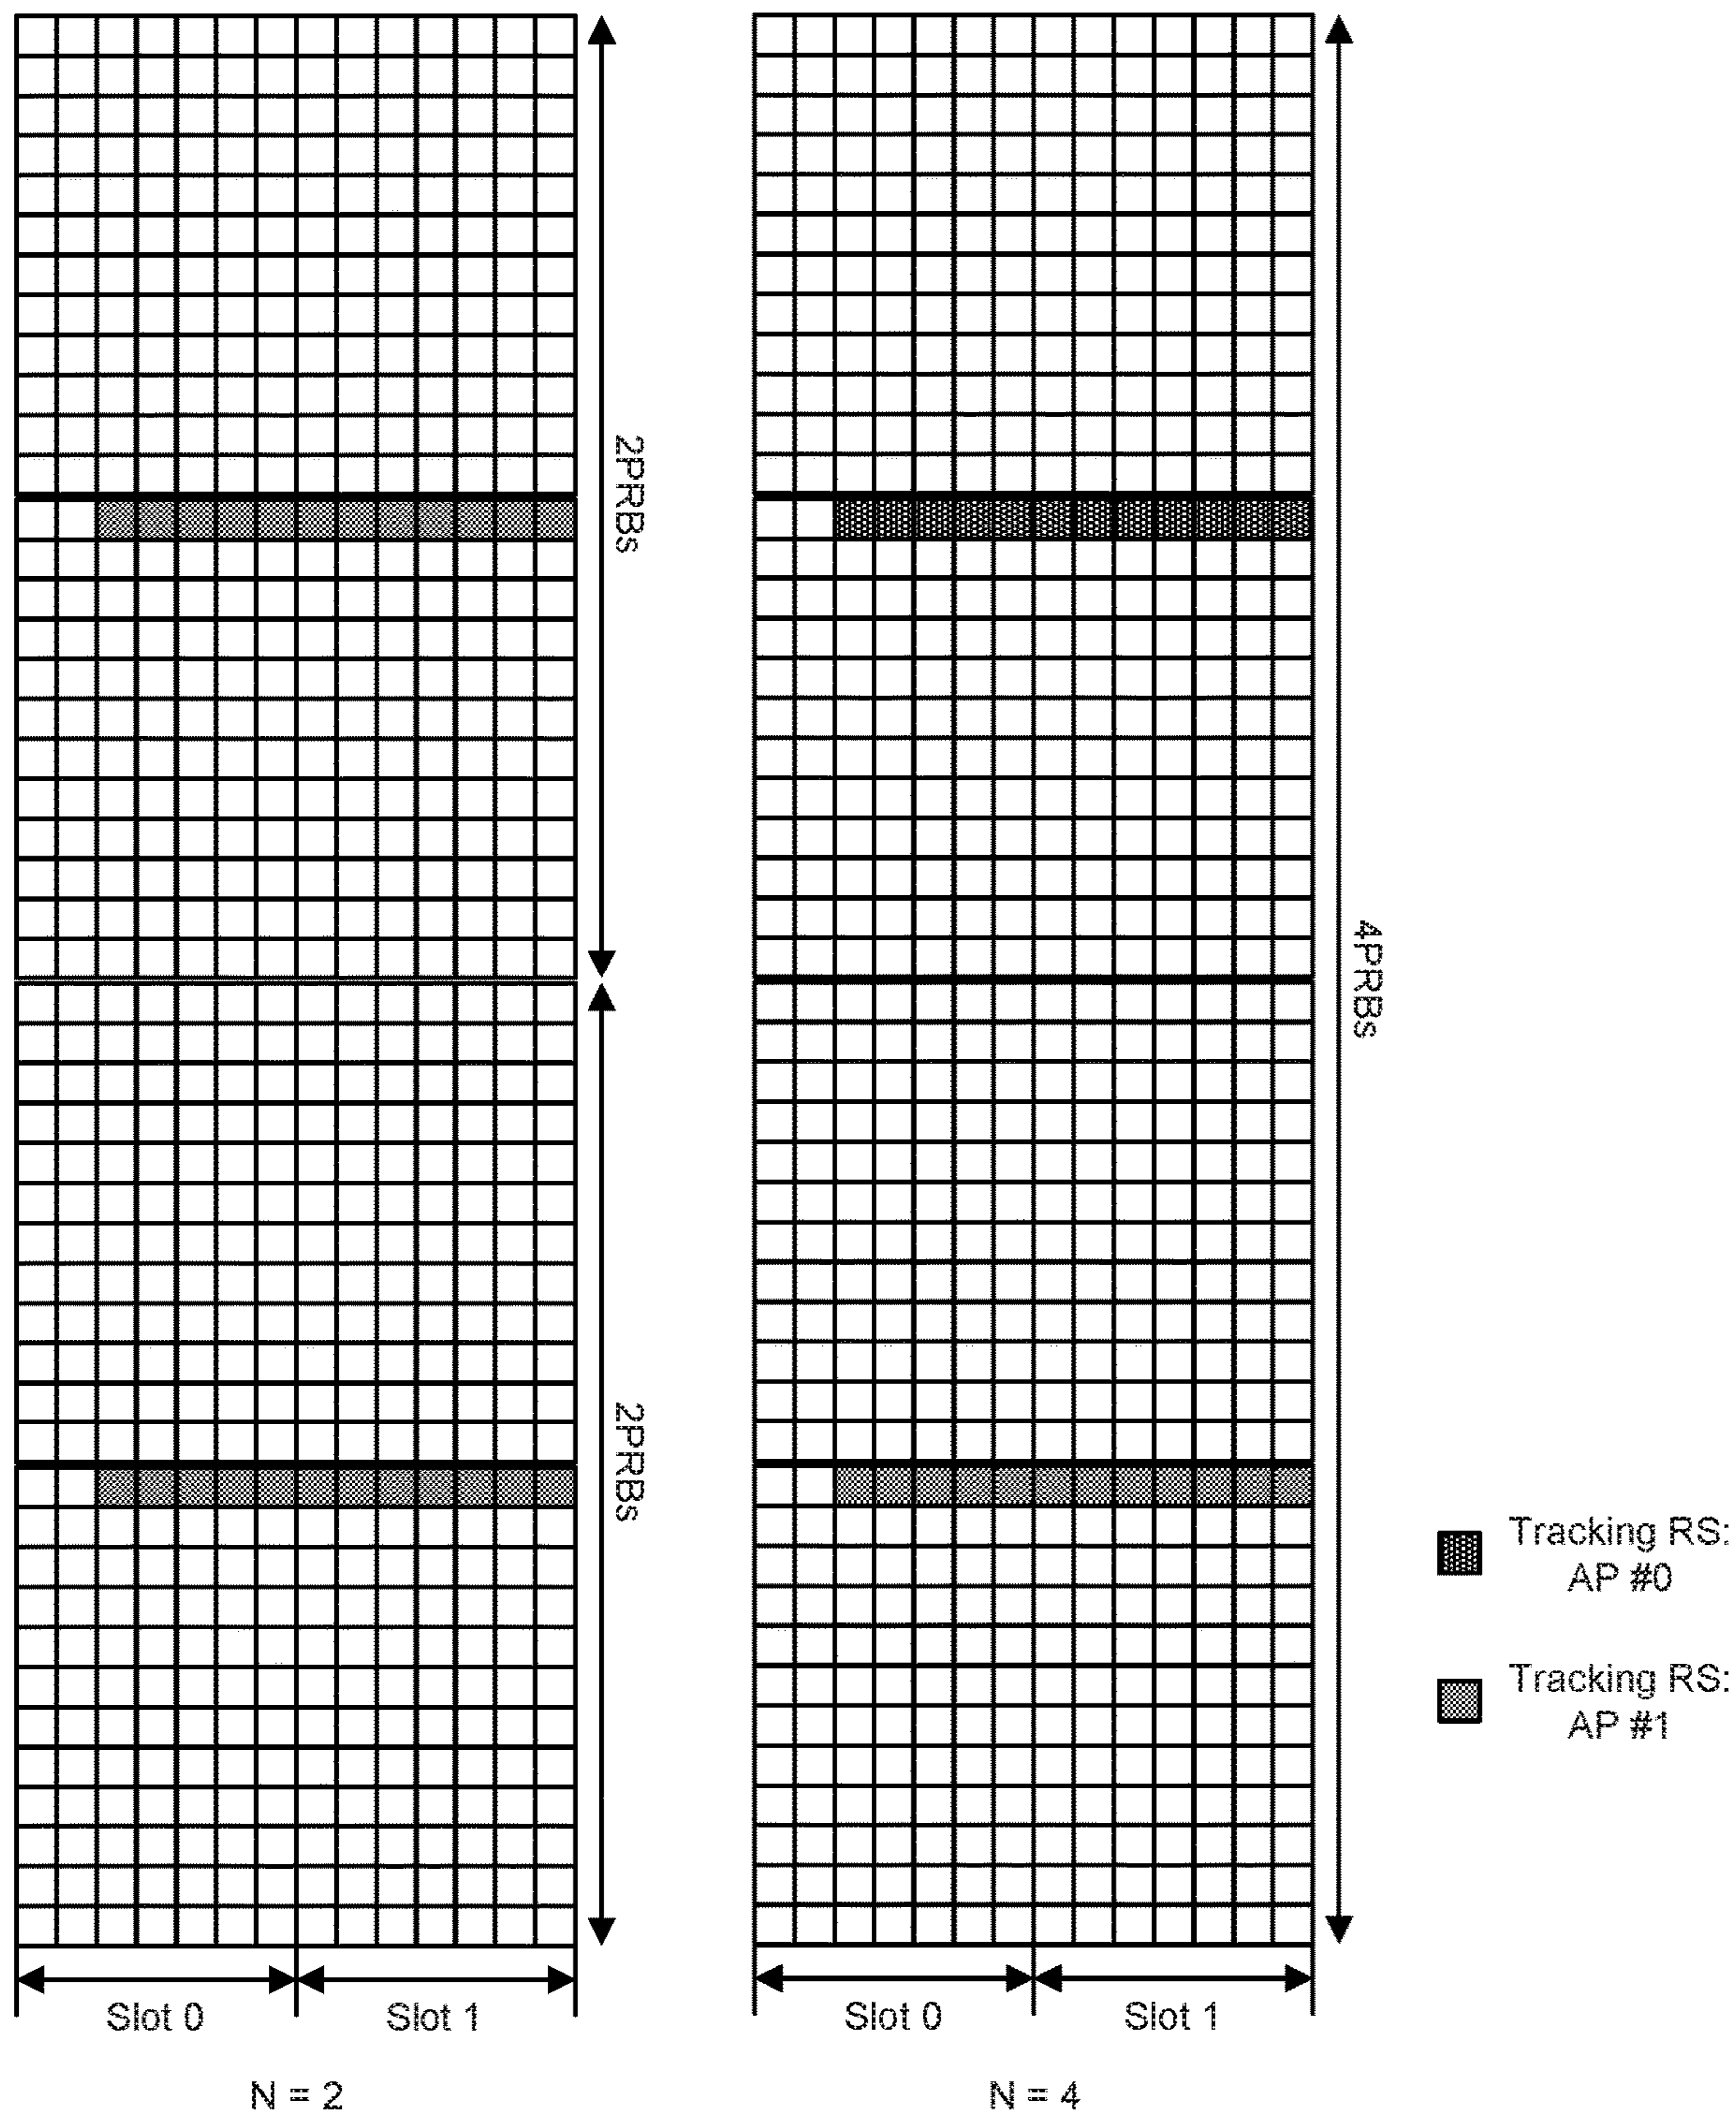 2PRBs
2PRBs
Slot 0
Slot 1
N = 2
4PRBs
Slot 0
Slot 1
N = 4
Tracking RS:
AP #0
Tracking RS:
AP #1